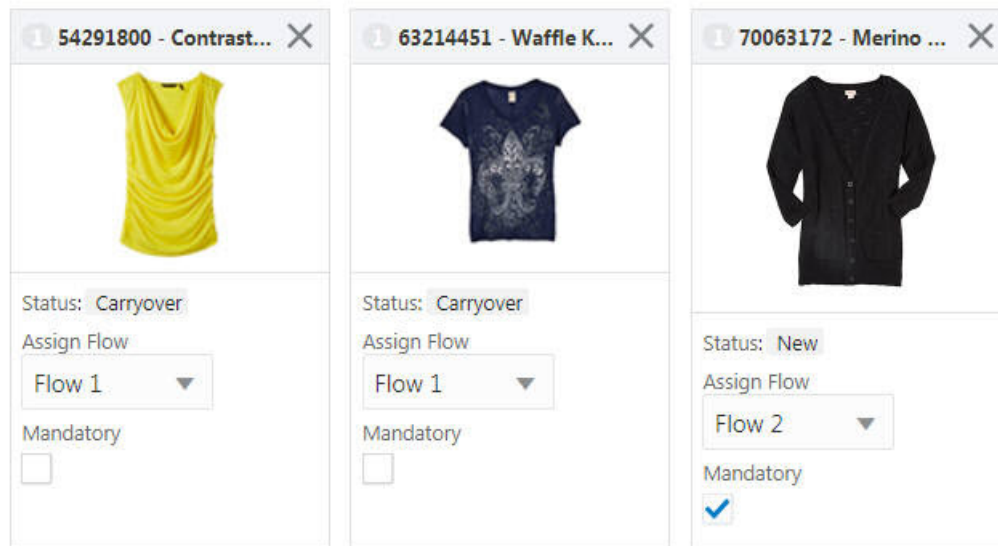 1 54291800 - Contrast...
Status: Carryover
Assign Flow
Flow 1
Mandatory
1 63214451 - Waffle K...
Status: Carryover
Assign Flow
Flow 1
Mandatory
1 70063172 - Merino ...
Status: New
Assign Flow
Flow 2
Mandatory